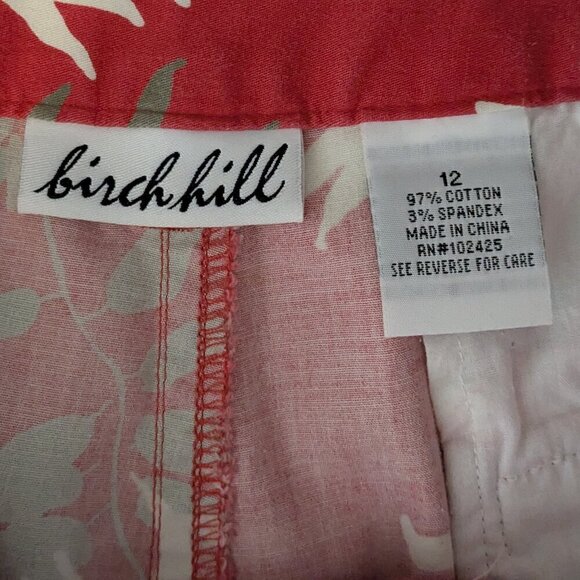 birch hill
12
97% COTTON
3% SPANDEX
MADE IN CHINA
RN#102425
SEE REVERSE FOR CARE